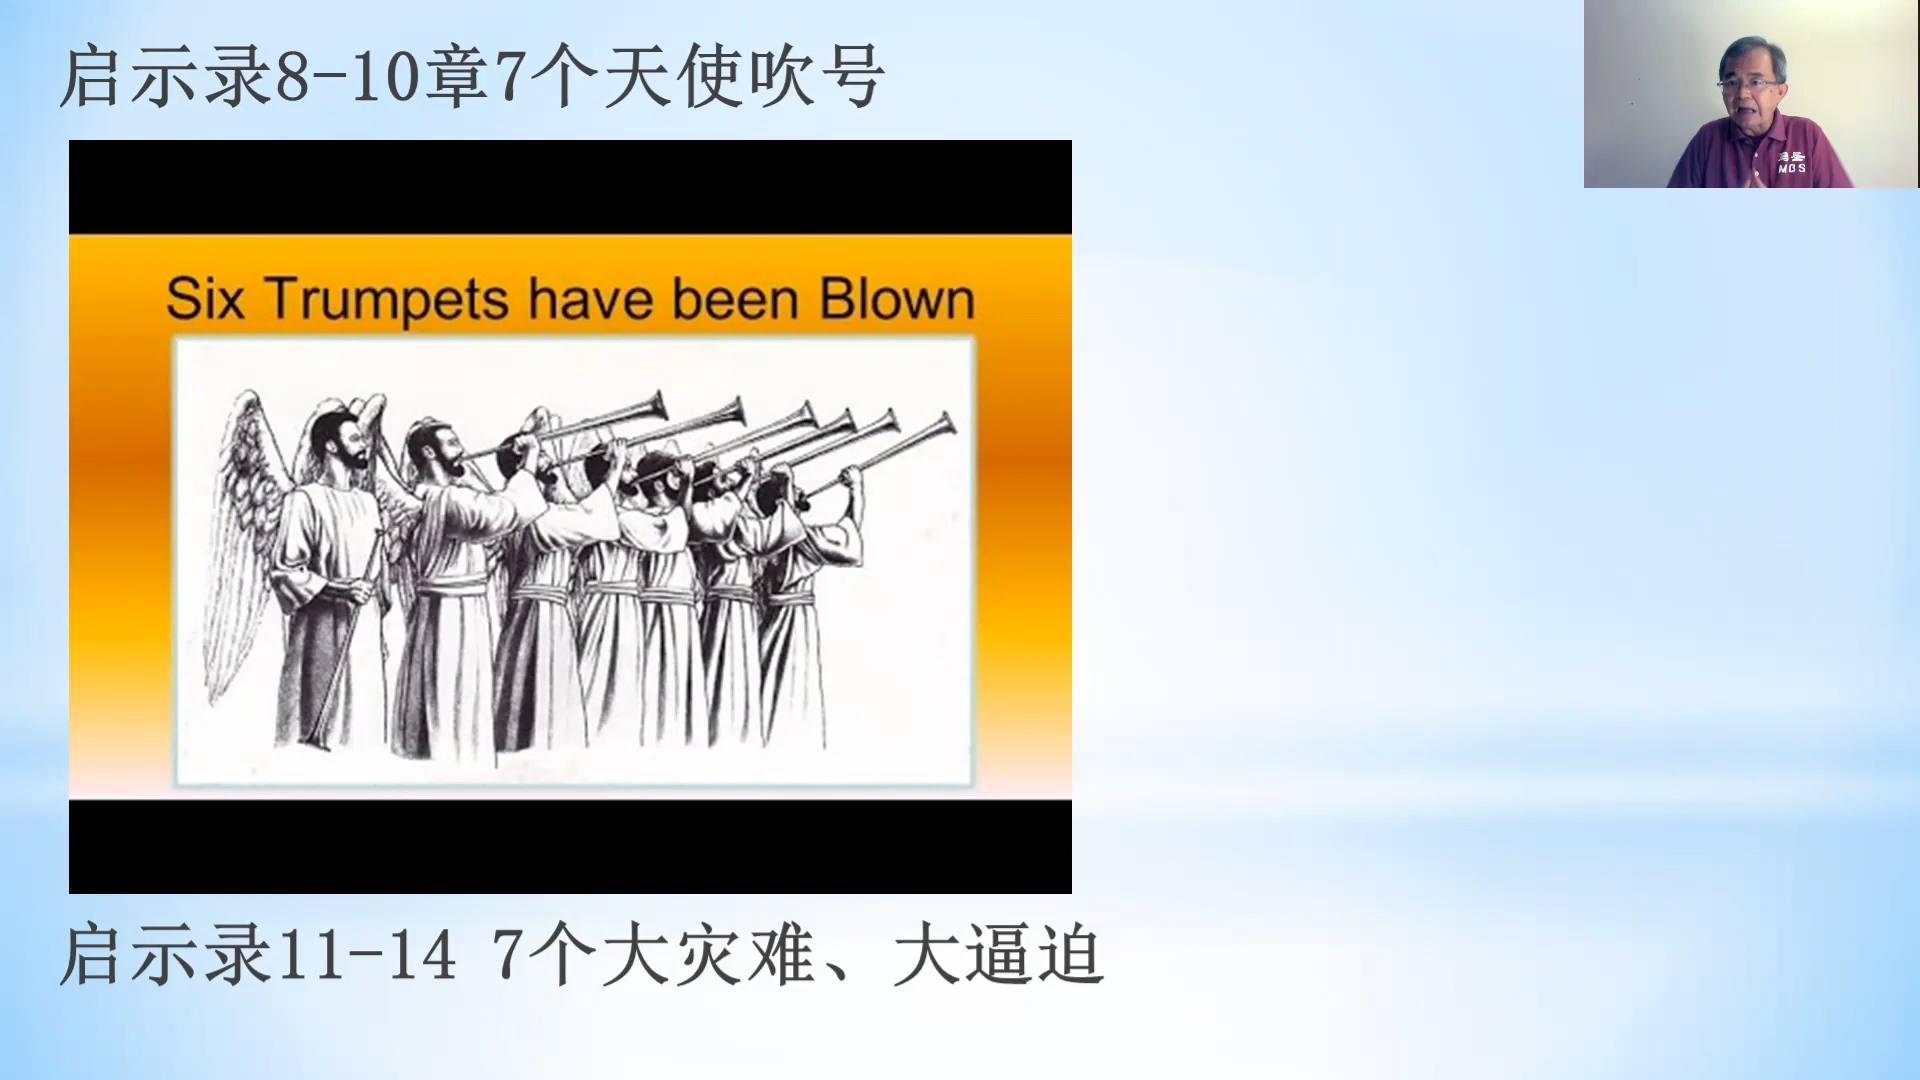 启示录8-10章7个天使吹号
Six Trumpets have been Blown
启示录11-14 7个大灾难、大逼迫
MBS